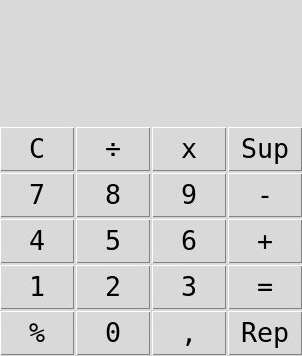 C ÷ x Sup
7 8 9 -
4 5 6 +
1 2 3 =
% 0 , Rep